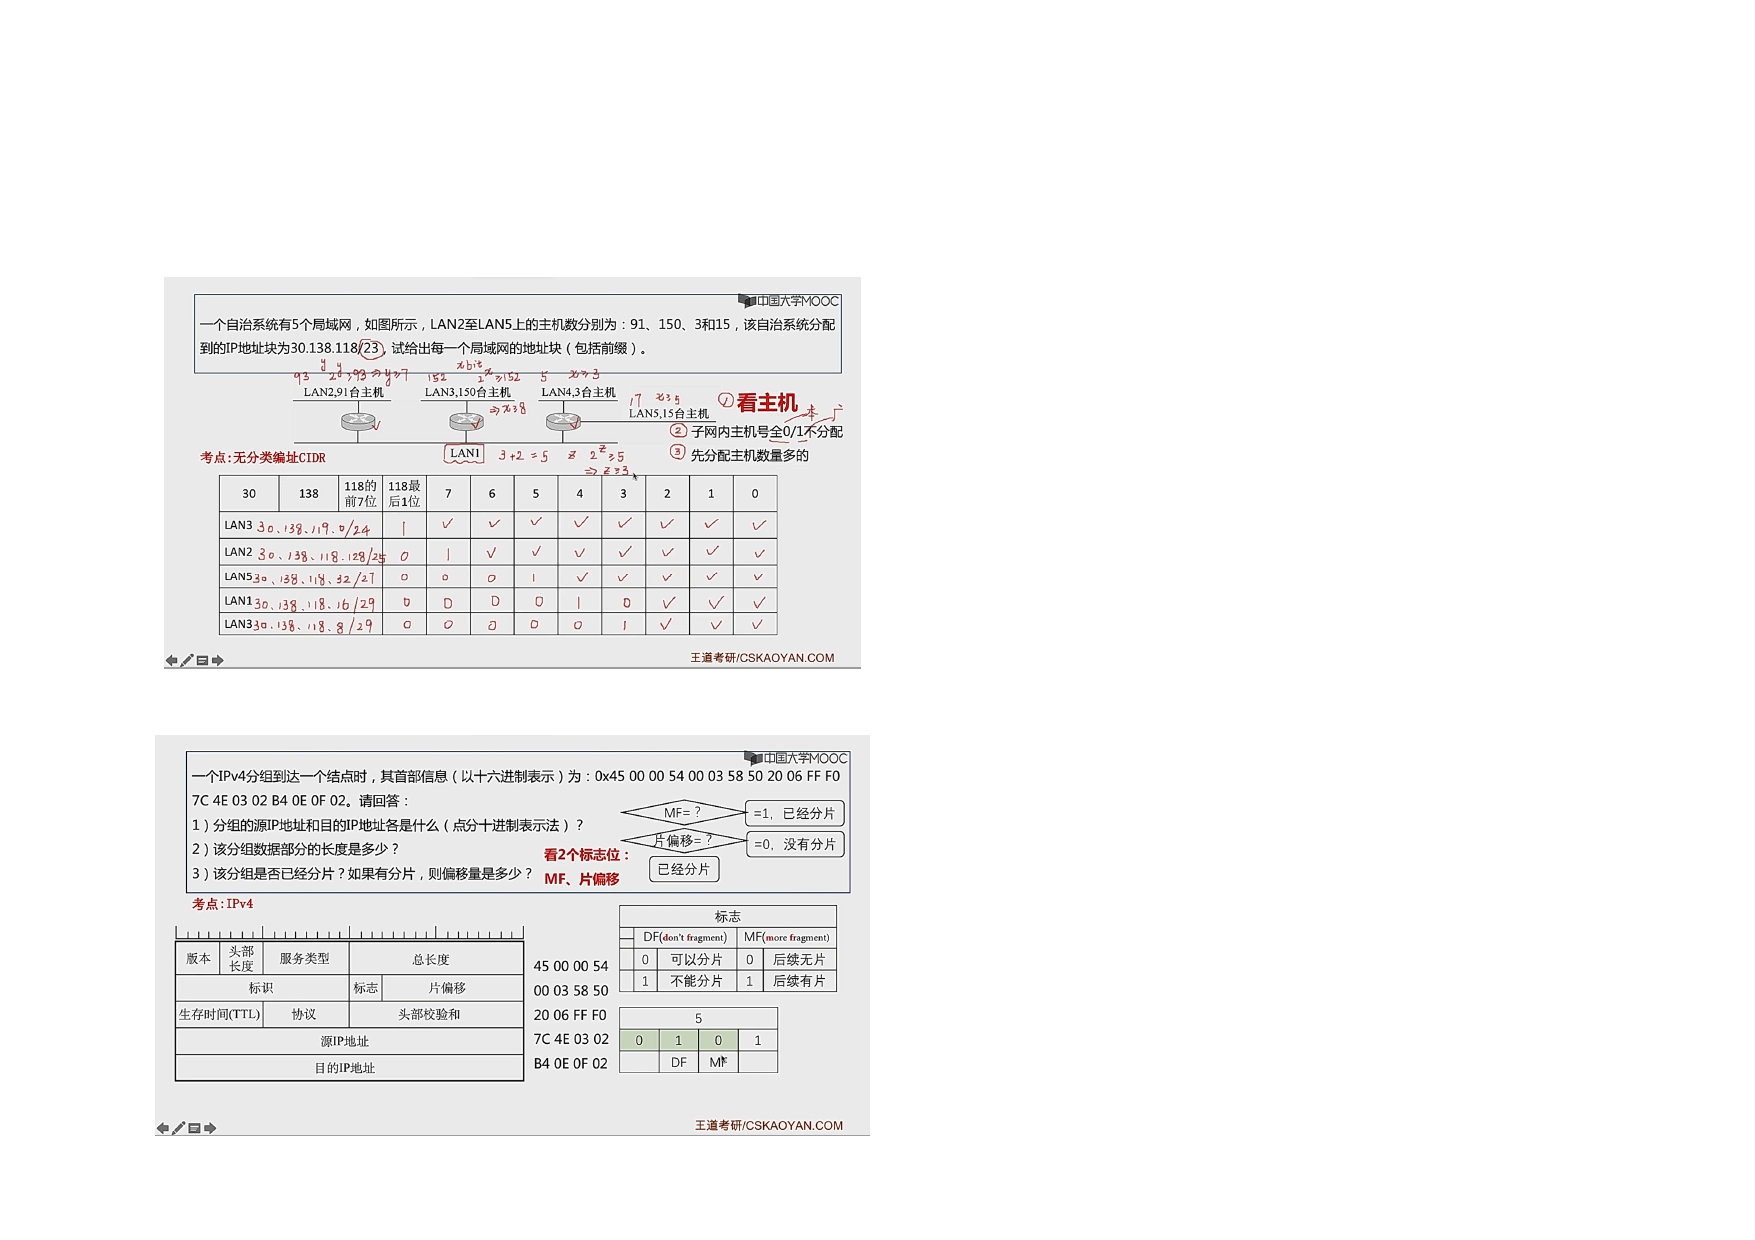 中国大学MOOC
一个自治系统有5个局域网，如图所示，LAN2至LAN5上的主机数分别为：91、150、3和15，该自治系统分配
到的IP地址块为30.138.118/23，试给出每一个局域网的地址块（包括前缀）。
93 y 2^y≥93⇒y≥7 152 xbit 2^x≥152 5 x≥3
LAN2,91台主机 LAN3,150台主机 LAN4,3台主机
⇒x≥8
17 x≥5
LAN5,15台主机
① 看主机
本 广
② 子网内主机号全0/1不分配
③ 先分配主机数量多的
考点:无分类编址CIDR
LAN1 3+2=5 z 2^z≥5
⇒z≥3
30 138 118的前7位 118最后1位 7 6 5 4 3 2 1 0
LAN3 30.138.119.0/24 1 ✓ ✓ ✓ ✓ ✓ ✓ ✓ ✓
LAN2 30.138.118.128/25 0 1 ✓ ✓ ✓ ✓ ✓ ✓ ✓
LAN5 30.138.118.32/27 0 0 0 1 ✓ ✓ ✓ ✓ ✓
LAN1 30.138.118.16/29 0 0 0 0 1 0 ✓ ✓ ✓
LAN3 30.138.118.8/29 0 0 0 0 0 1 ✓ ✓ ✓
王道考研/CSKAOYAN.COM
中国大学MOOC
一个IPv4分组到达一个结点时，其首部信息（以十六进制表示）为：0x45 00 00 54 00 03 58 50 20 06 FF F0
7C 4E 03 02 B4 0E 0F 02。请回答：
1）分组的源IP地址和目的IP地址各是什么（点分十进制表示法）？
2）该分组数据部分的长度是多少？
3）该分组是否已经分片？如果有分片，则偏移量是多少？
看2个标志位：
MF、片偏移
MF=？ =1，已经分片
片偏移=？ =0，没有分片
已经分片
考点:IPv4
版本 头部长度 服务类型 总长度
标识 标志 片偏移
生存时间(TTL) 协议 头部校验和
源IP地址
目的IP地址
45 00 00 54
00 03 58 50
20 06 FF F0
7C 4E 03 02
B4 0E 0F 02
标志
DF(don't fragment) MF(more fragment)
0 可以分片 0 后续无片
1 不能分片 1 后续有片
5
0 1 0 1
DF MF
王道考研/CSKAOYAN.COM